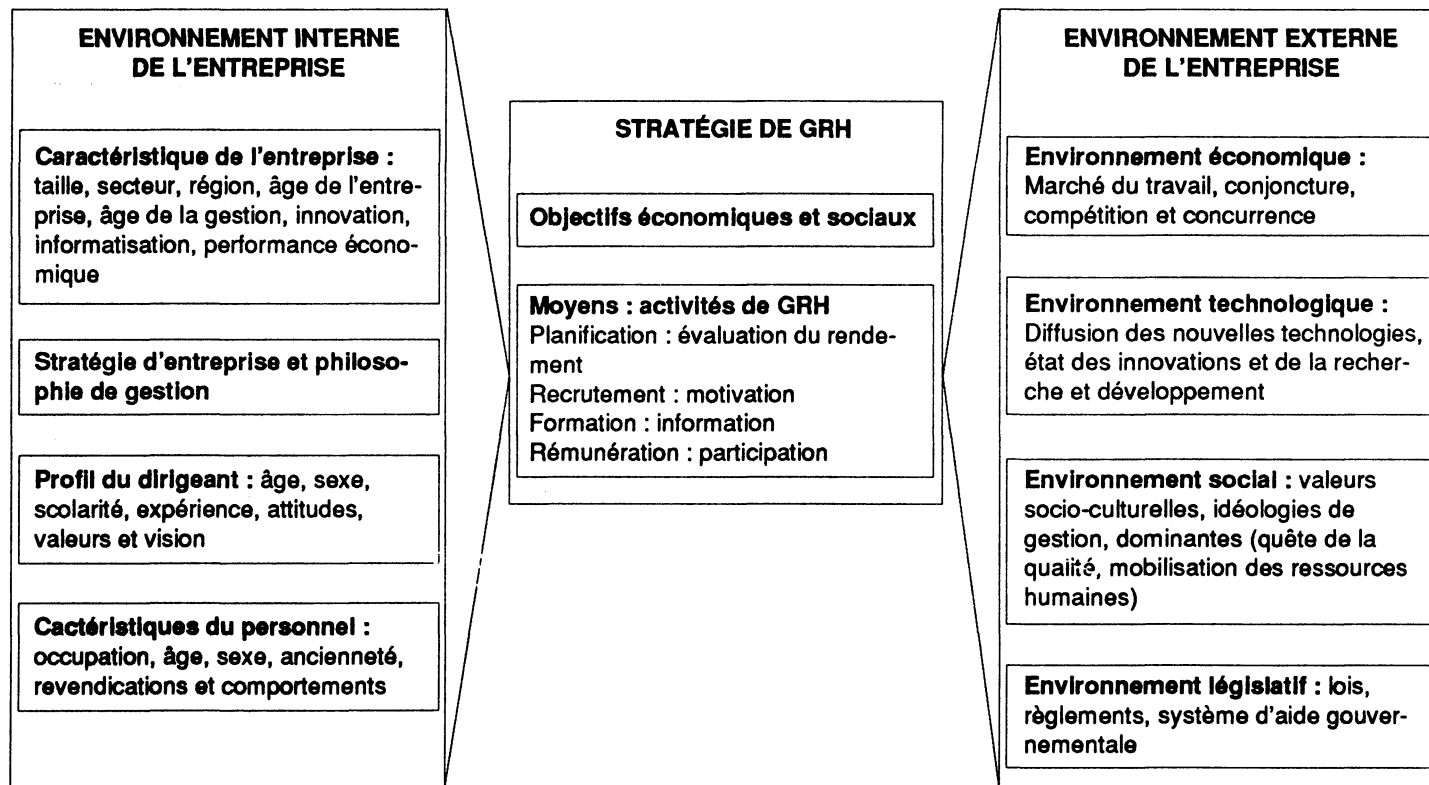 ENVIRONNEMENT INTERNE
DE L'ENTREPRISE
Caractéristique de l'entreprise :
taille, secteur, région, âge de l'entre-
prise, âge de la gestion, innovation,
informatisation, performance écono-
mique
Stratégie d'entreprise et philoso-
phie de gestion
Profil du dirigeant : âge, sexe,
scolarité, expérience, attitudes,
valeurs et vision
Cactéristiques du personnel :
occupation, âge, sexe, ancienneté,
revendications et comportements
STRATÉGIE DE GRH
Objectifs économiques et sociaux
Moyens : activités de GRH
Planification : évaluation du rende-
ment
Recrutement : motivation
Formation : information
Rémunération : participation
ENVIRONNEMENT EXTERNE
DE L'ENTREPRISE
Environnement économique :
Marché du travail, conjoncture,
compétition et concurrence
Environnement technologique :
Diffusion des nouvelles technologies,
état des innovations et de la recher-
che et développement
Environnement social : valeurs
socio-culturelles, idéologies de
gestion, dominantes (quête de la
qualité, mobilisation des ressources
humaines)
Environnement législatif : lois,
règlements, système d'aide gouver-
nementale